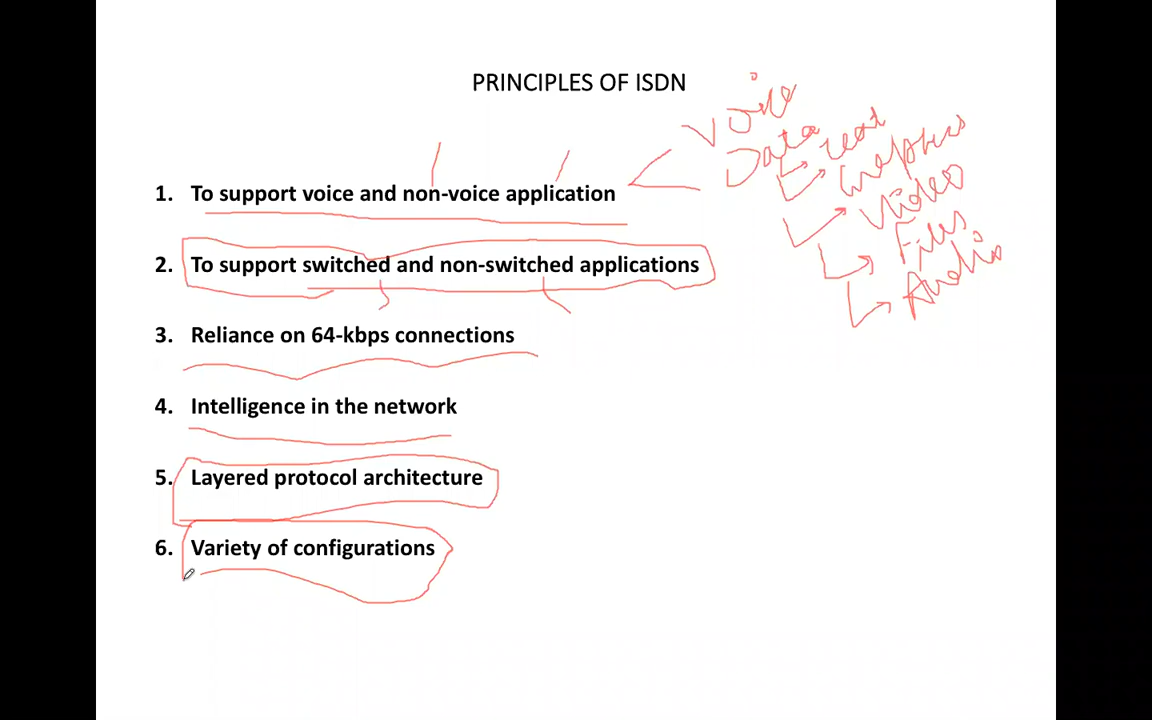 PRINCIPLES OF ISDN
Voice
Data
Text
Graphics
Video
Files
Audio
1. To support voice and non-voice application
2. To support switched and non-switched applications
3. Reliance on 64-kbps connections
4. Intelligence in the network
5. Layered protocol architecture
6. Variety of configurations